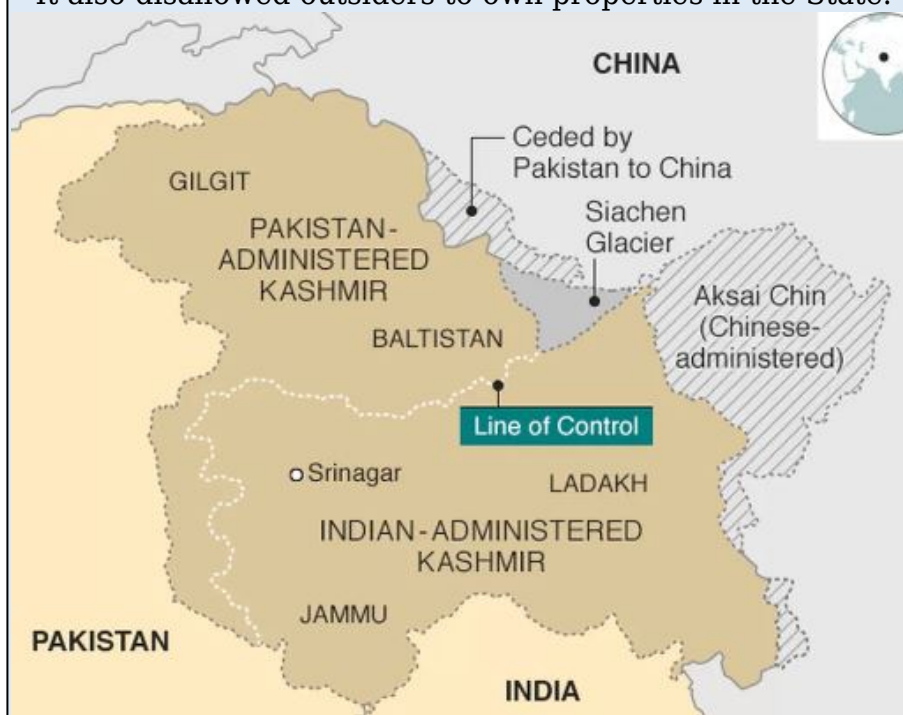 It also disallowed outsiders to own properties in the State.
CHINA
Ceded by
Pakistan to China
GILGIT
Siachen
Glacier
PAKISTAN-
ADMINISTERED
KASHMIR
Aksai Chin
(Chinese-
administered)
BALTISTAN
Line of Control
Srinagar
LADAKH
INDIAN-ADMINISTERED
KASHMIR
JAMMU
PAKISTAN
INDIA